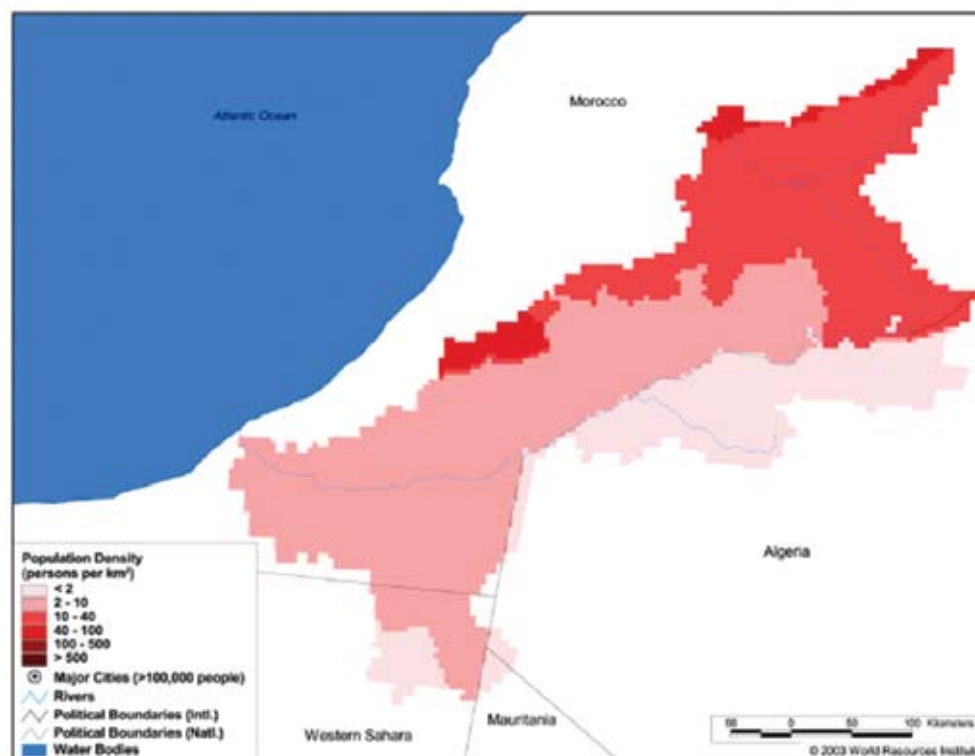 Atlantic Ocean
Morocco
Algeria
Population Density
(persons per km²)
< 2
2 - 10
10 - 40
40 - 100
100 - 500
> 500
Major Cities (>100,000 people)
Rivers
Political Boundaries (Intl.)
Political Boundaries (Natl.)
Water Bodies
Western Sahara
Mauritania
50 0 50 100 Kilometers
© 2003 World Resources Institute